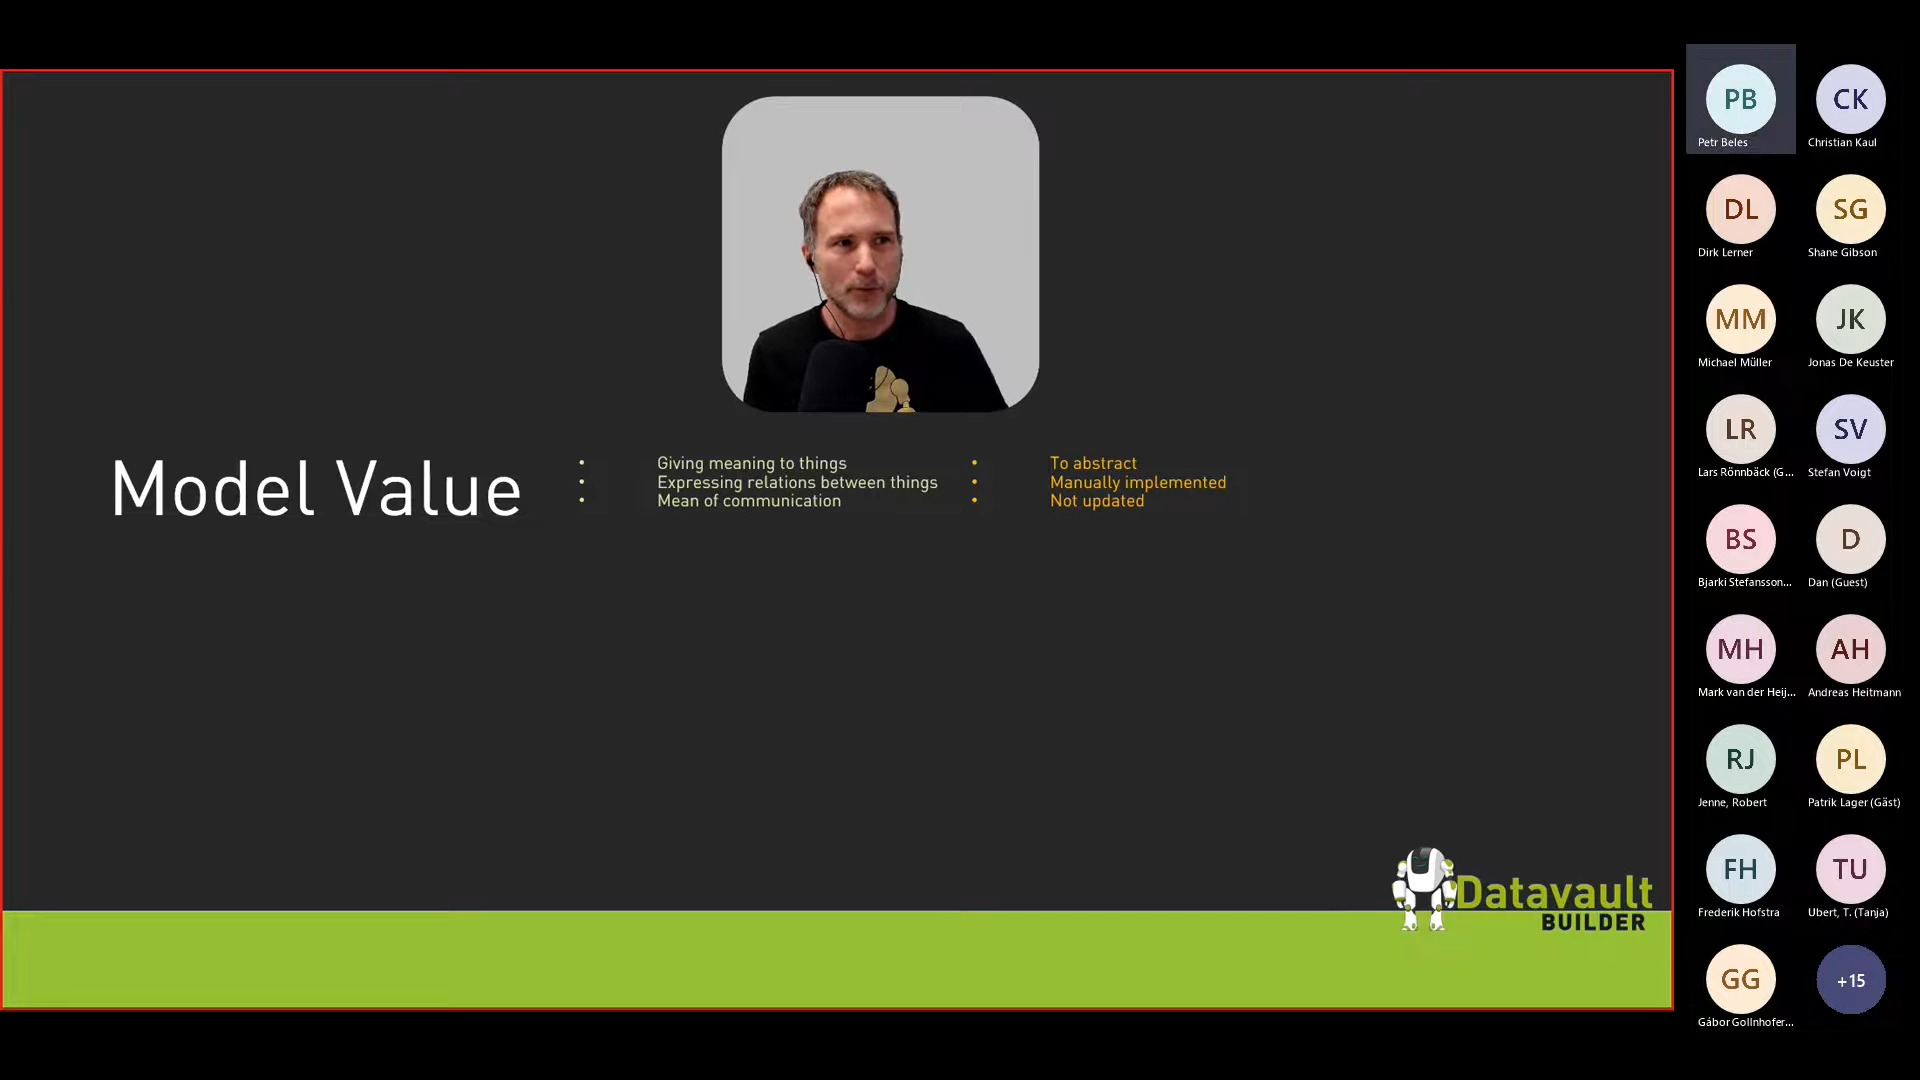 Model Value
• Giving meaning to things
• Expressing relations between things
• Mean of communication
• To abstract
• Manually implemented
• Not updated
Datavault
BUILDER
PB
Petr Beles
CK
Christian Kaul
DL
Dirk Lerner
SG
Shane Gibson
MM
Michael Müller
JK
Jonas De Keuster
LR
Lars Rönnbäck (G...
SV
Stefan Voigt
BS
Bjarki Stefansson...
D
Dan (Guest)
MH
Mark van der Heij...
AH
Andreas Heitmann
RJ
Jenne, Robert
PL
Patrik Lager (Gäst)
FH
Frederik Hofstra
TU
Ubert, T. (Tanja)
GG
Gábor Gollnhofer...
+15